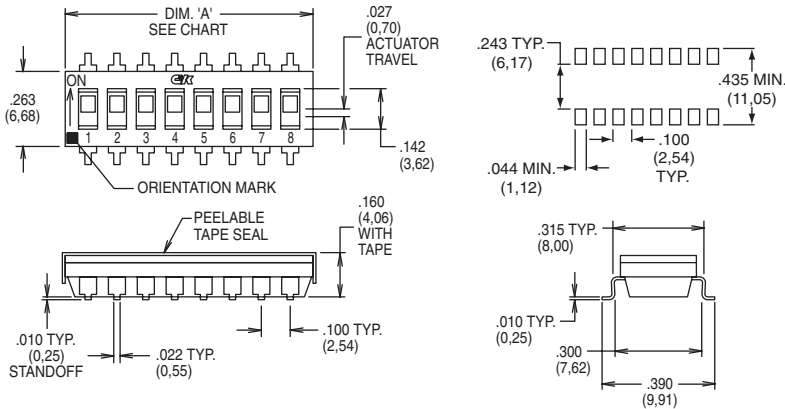 DIM. 'A'
SEE CHART
.027
(0,70)
ACTUATOR
TRAVEL
ON
C&K
.263
(6,68)
1 2 3 4 5 6 7 8
.142
(3,62)
ORIENTATION MARK
.243 TYP.
(6,17)
.435 MIN.
(11,05)
.100
(2,54)
TYP.
.044 MIN.
(1,12)
PEELABLE
TAPE SEAL
.160
(4,06)
WITH
TAPE
.010 TYP.
(0,25)
STANDOFF
.022 TYP.
(0,55)
.100 TYP.
(2,54)
.315 TYP.
(8,00)
.010 TYP.
(0,25)
.300
(7,62)
.390
(9,91)